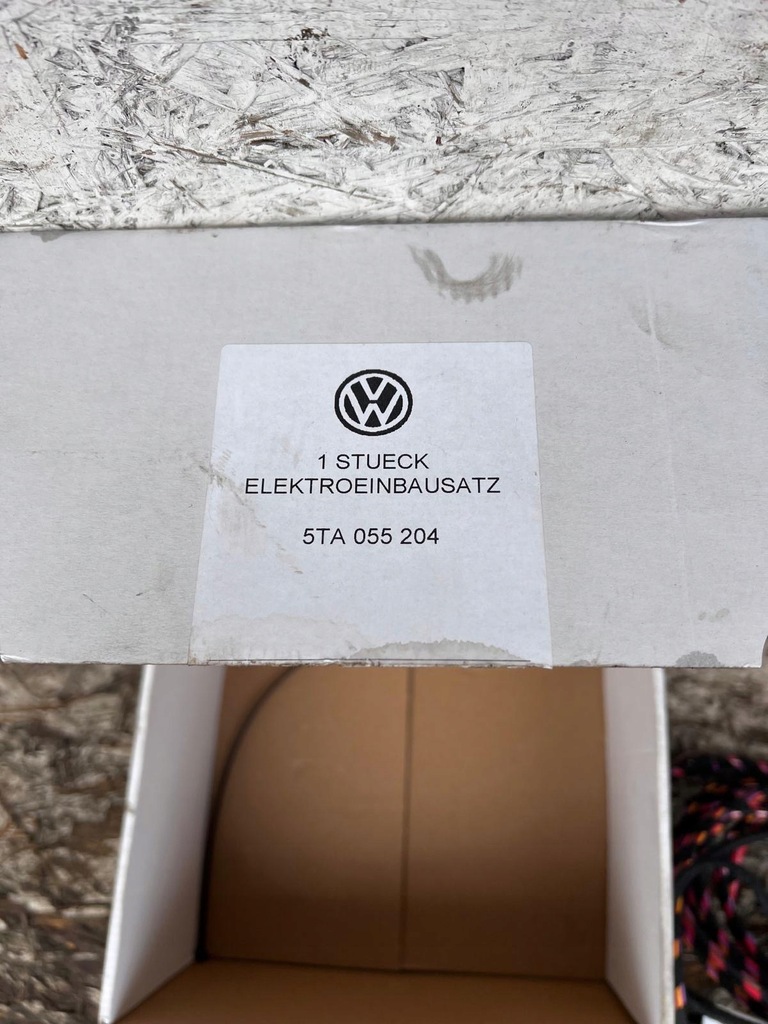 1 STUECK
ELEKTROEINBAUSATZ
5TA 055 204